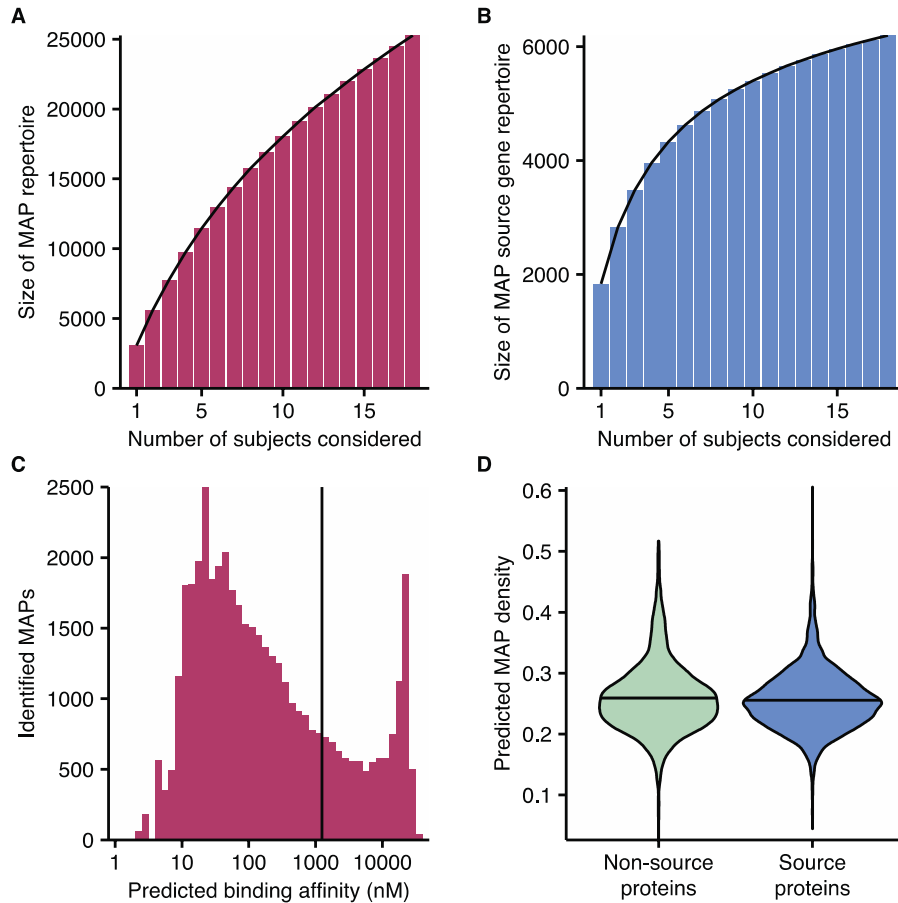 A
Size of MAP repertoire
25000
20000
15000
10000
5000
0
1 5 10 15
Number of subjects considered
B
Size of MAP source gene repertoire
6000
4000
2000
0
1 5 10 15
Number of subjects considered
C
Identified MAPs
2500
2000
1500
1000
500
0
1 10 100 1000 10000
Predicted binding affinity (nM)
D
Predicted MAP density
0.6
0.5
0.4
0.3
0.2
0.1
Non-source
proteins
Source
proteins